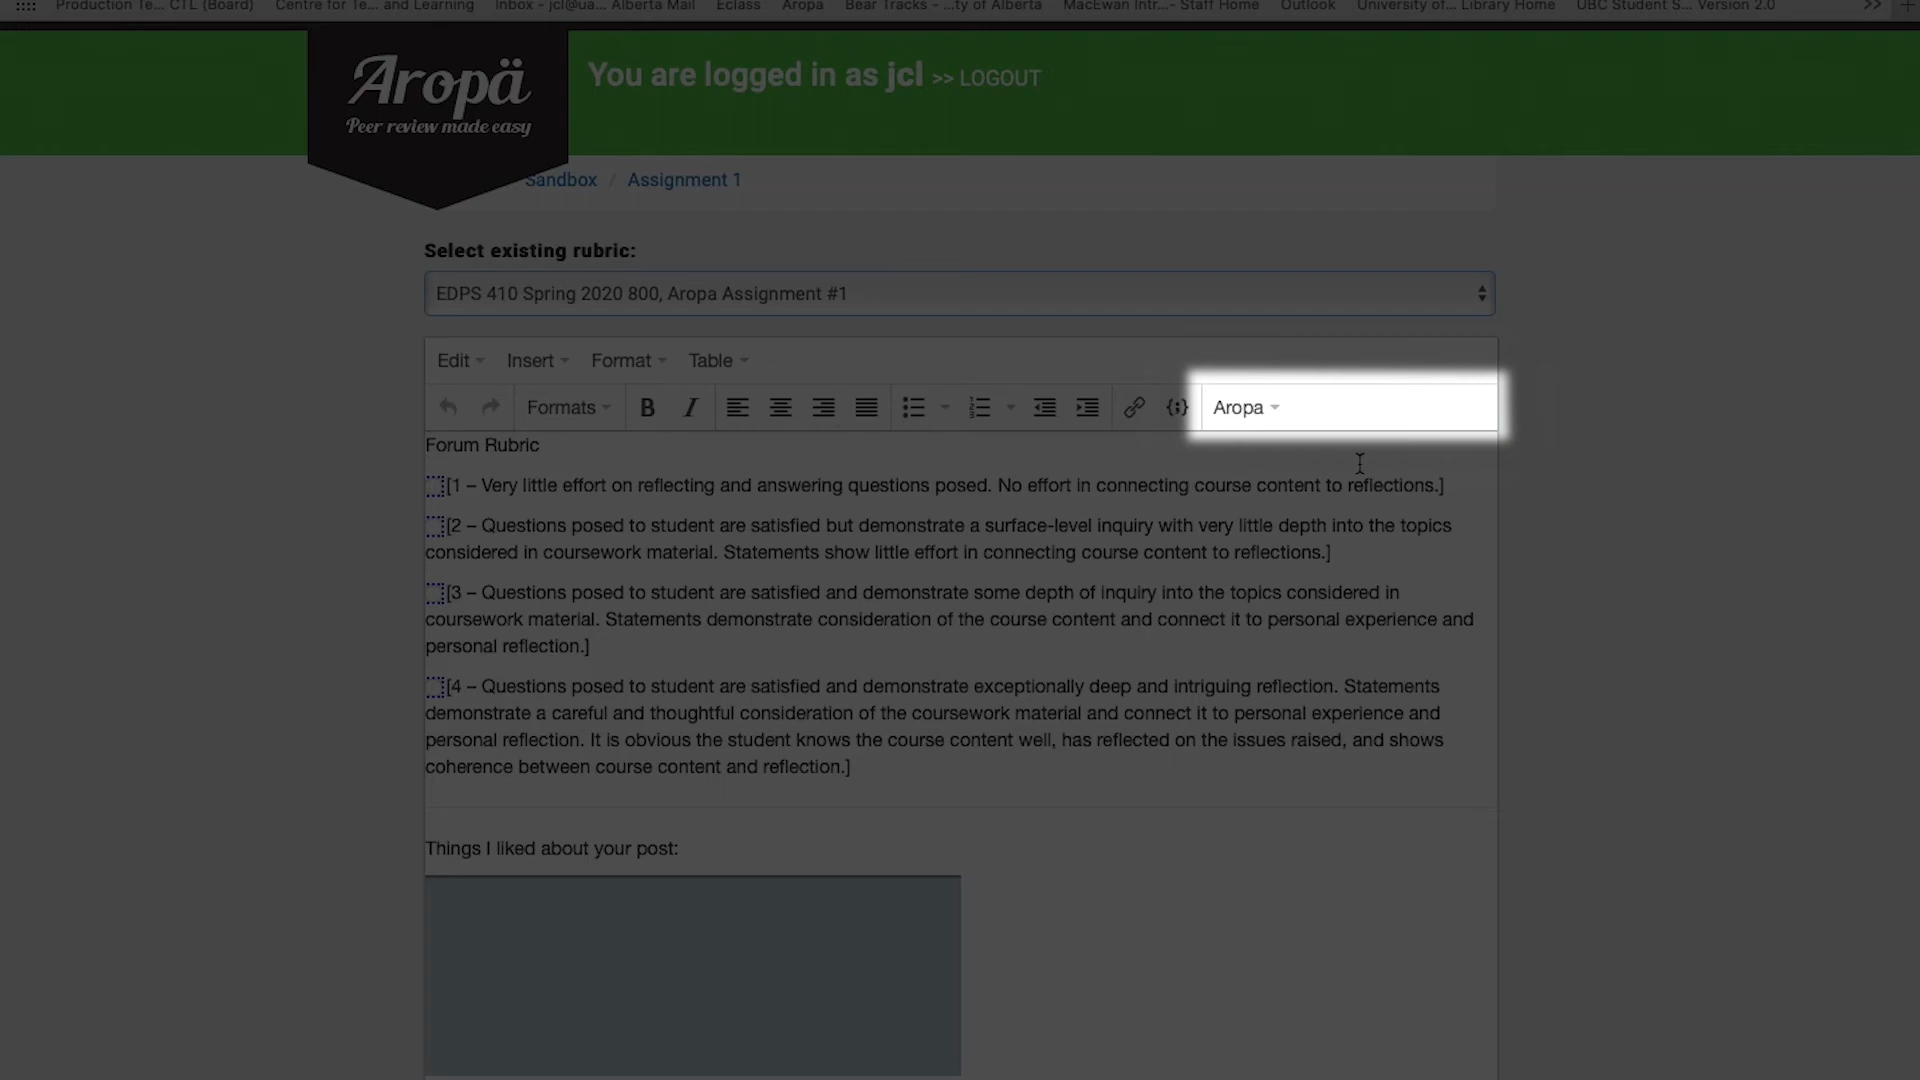 Production Te... CTL (Board) Centre for Te... and Learning Inbox - jcl@ua... Alberta Mail Eclass Aropa Bear Tracks - ...ty of Alberta MacEwan Intr...- Staff Home Outlook University of... Library Home UBC Student S... Version 2.0 >> +
Aropä
Peer review made easy
You are logged in as jcl >> LOGOUT
Sandbox / Assignment 1
Select existing rubric:
EDPS 410 Spring 2020 800, Aropa Assignment #1
Edit Insert Format Table
Formats B I Aropa
Forum Rubric
[1 – Very little effort on reflecting and answering questions posed. No effort in connecting course content to reflections.]
[2 – Questions posed to student are satisfied but demonstrate a surface-level inquiry with very little depth into the topics
considered in coursework material. Statements show little effort in connecting course content to reflections.]
[3 – Questions posed to student are satisfied and demonstrate some depth of inquiry into the topics considered in
coursework material. Statements demonstrate consideration of the course content and connect it to personal experience and
personal reflection.]
[4 – Questions posed to student are satisfied and demonstrate exceptionally deep and intriguing reflection. Statements
demonstrate a careful and thoughtful consideration of the coursework material and connect it to personal experience and
personal reflection. It is obvious the student knows the course content well, has reflected on the issues raised, and shows
coherence between course content and reflection.]
Things I liked about your post: